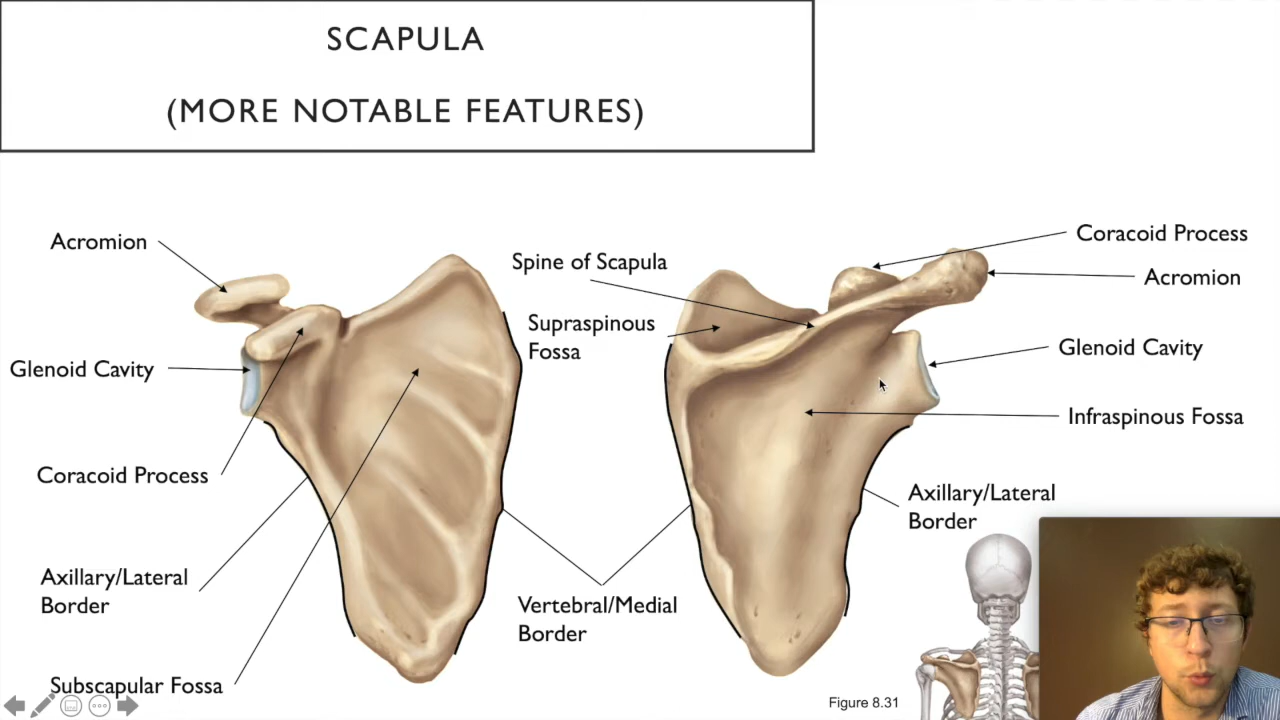 SCAPULA
(MORE NOTABLE FEATURES)
Acromion
Glenoid Cavity
Coracoid Process
Axillary/Lateral
Border
Subscapular Fossa
Spine of Scapula
Supraspinous
Fossa
Vertebral/Medial
Border
Coracoid Process
Acromion
Glenoid Cavity
Infraspinous Fossa
Axillary/Lateral
Border
Figure 8.31